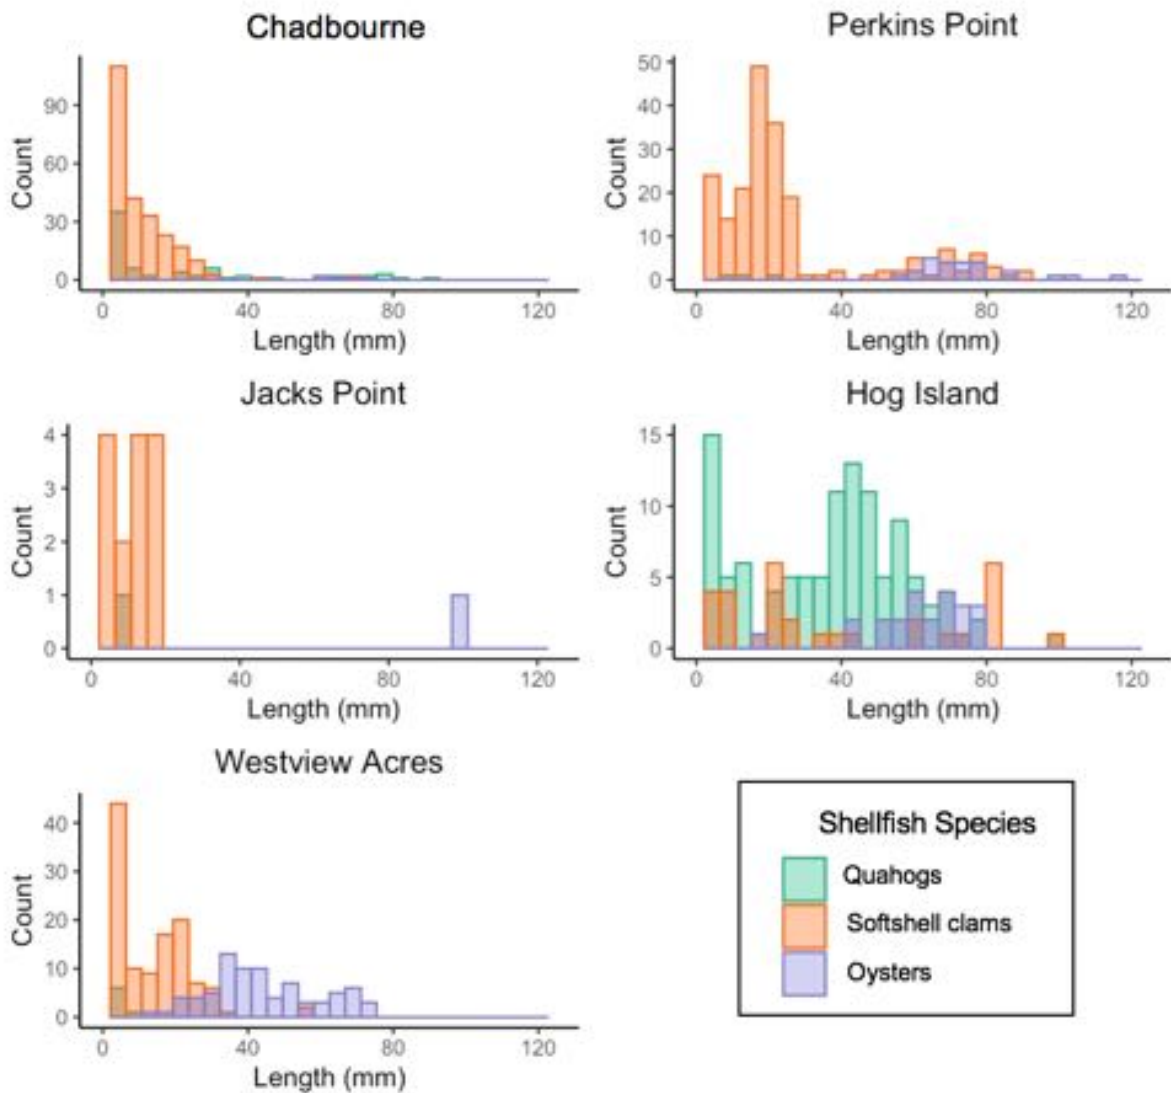 Chadbourne
Count
90
60
30
0
0 40 80 120
Length (mm)
Perkins Point
Count
50
40
30
20
10
0
0 40 80 120
Length (mm)
Jacks Point
Count
4
3
2
1
0
0 40 80 120
Length (mm)
Hog Island
Count
15
10
5
0
0 40 80 120
Length (mm)
Westview Acres
Count
40
30
20
10
0
0 40 80 120
Length (mm)
Shellfish Species
Quahogs
Softshell clams
Oysters